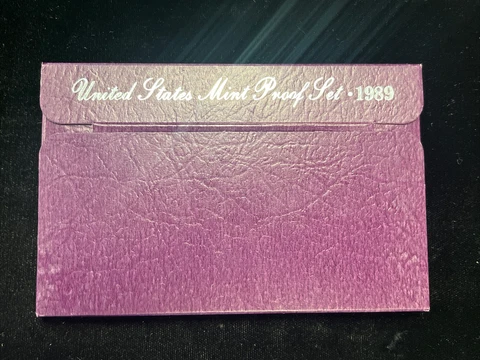 United States Mint Proof Set • 1989